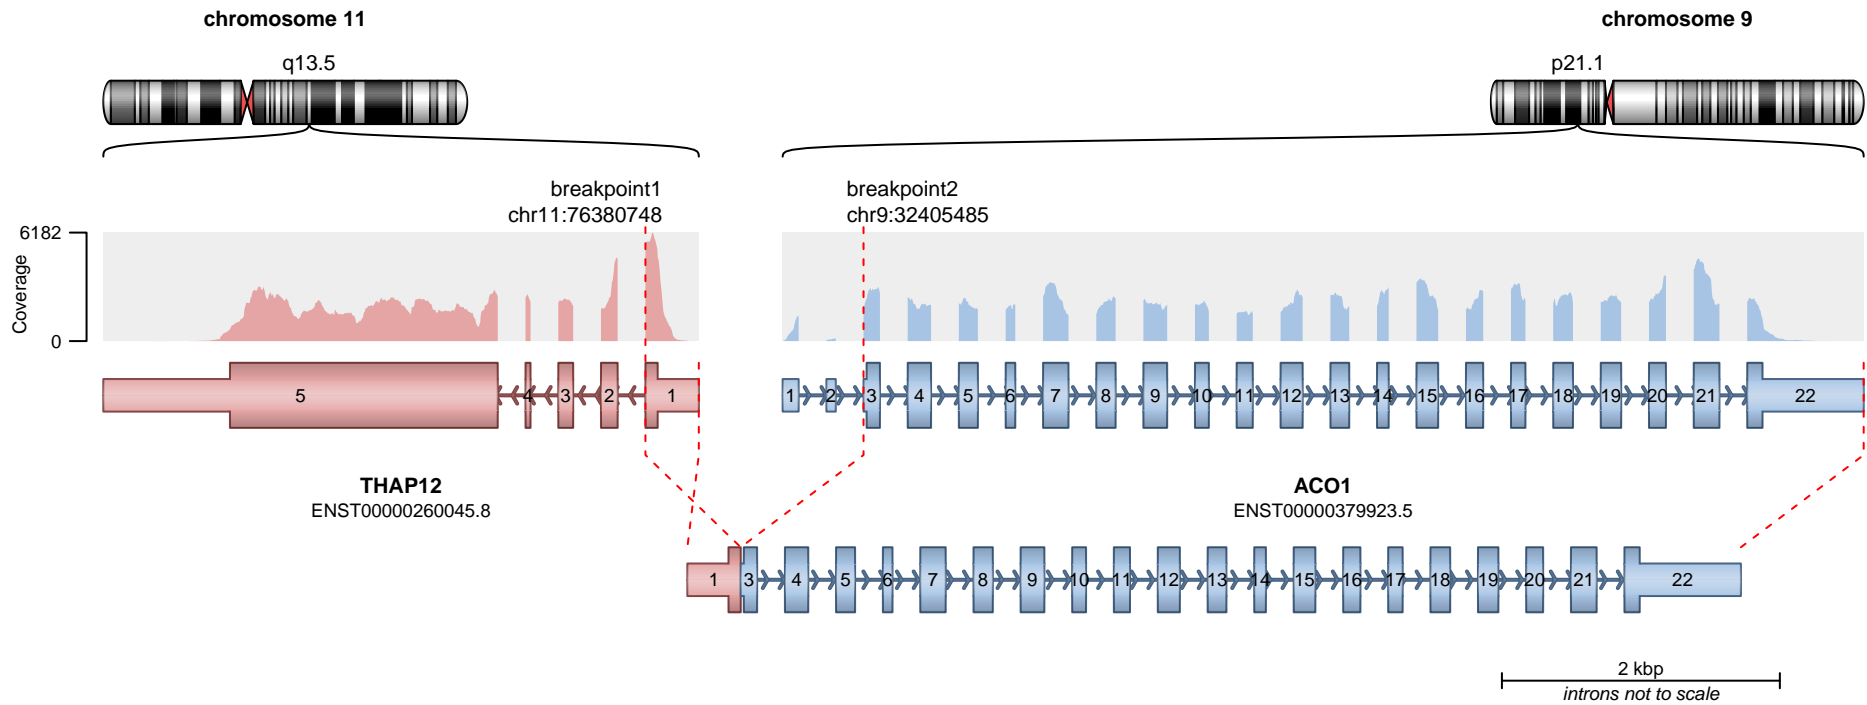 chromosome 11
chromosome 9
q13.5
p21.1
breakpoint1
chr11:76380748
breakpoint2
chr9:32405485
6182
Coverage
0
5 4 3 2 1
1 2 3 4 5 6 7 8 9 10 11 12 13 14 15 16 17 18 19 20 21 22
THAP12
ENST00000260045.8
ACO1
ENST00000379923.5
1 3 4 5 6 7 8 9 10 11 12 13 14 15 16 17 18 19 20 21 22
2 kbp
introns not to scale